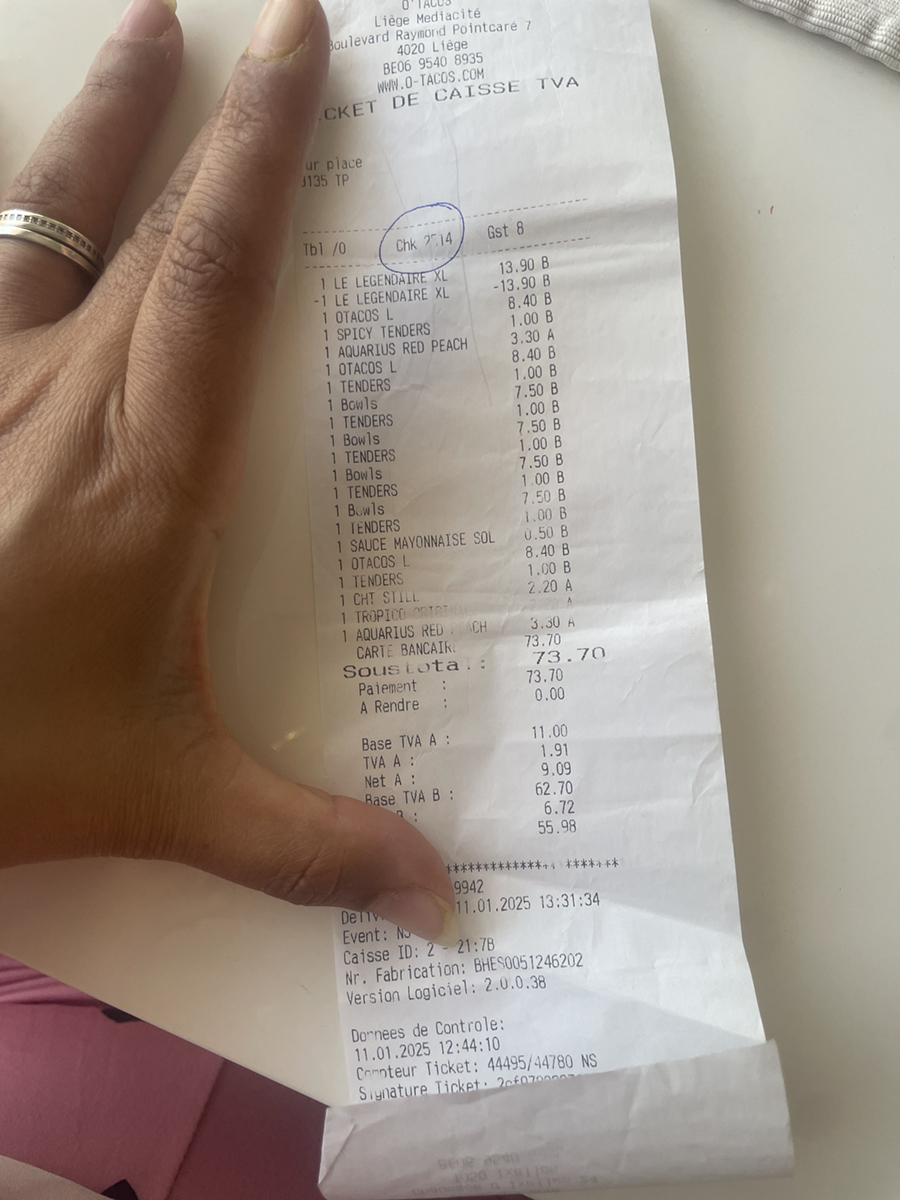 O'TACOS
Liège Mediacité
Boulevard Raymond Pointcaré 7
4020 Liège
BE06 9540 8935
WWW.O-TACOS.COM
CKET DE CAISSE TVA
ur place
TP
Tbl /0 Chk Gst 8
1 LE LEGENDAIRE XL 13.90 B
-1 LE LEGENDAIRE XL -13.90 B
1 OTACOS L 8.40 B
1 SPICY TENDERS 1.00 B
1 AQUARIUS RED PEACH 3.30 A
1 OTACOS L 8.40 B
1 TENDERS 1.00 B
1 Bowls 7.50 B
1 TENDERS 1.00 B
1 Bowls 7.50 B
1 TENDERS 1.00 B
1 Bowls 7.50 B
1 TENDERS 1.00 B
1 Bowls 7.50 B
1 TENDERS 1.00 B
1 SAUCE MAYONNAISE SOL 0.50 B
1 OTACOS L 8.40 B
1 TENDERS 1.00 B
1 CHT STILL 2.20 A
1 TROPICO A
1 AQUARIUS RED 3.30 A
CARTE BANCAIR 73.70
Soustotal : 73.70
Paiement : 73.70
A Rendre : 0.00
Base TVA A : 11.00
TVA A : 1.91
Net A : 9.09
Base TVA B : 62.70
B : 6.72
55.98
9942
11.01.2025 13:31:34
Event: NS
Caisse ID: 2 - 21:7B
Nr. Fabrication: BHES0051246202
Version Logiciel: 2.0.0.38
Donnees de Controle:
11.01.2025 12:44:10
Compteur Ticket: 44495/44780 NS
Signature Ticket: